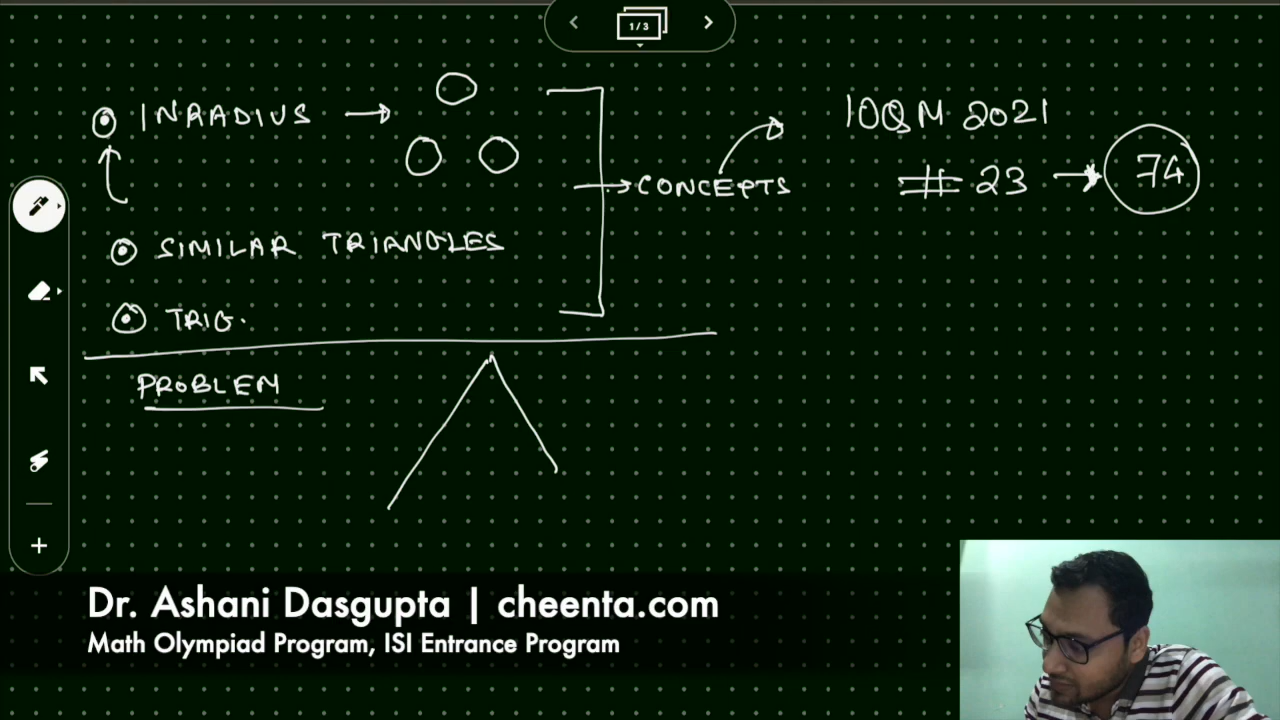 1/3
INRADIUS
CONCEPTS
IOQM 2021
# 23 → 74
SIMILAR TRIANGLES
TRIG.
PROBLEM
Dr. Ashani Dasgupta | cheenta.com
Math Olympiad Program, ISI Entrance Program